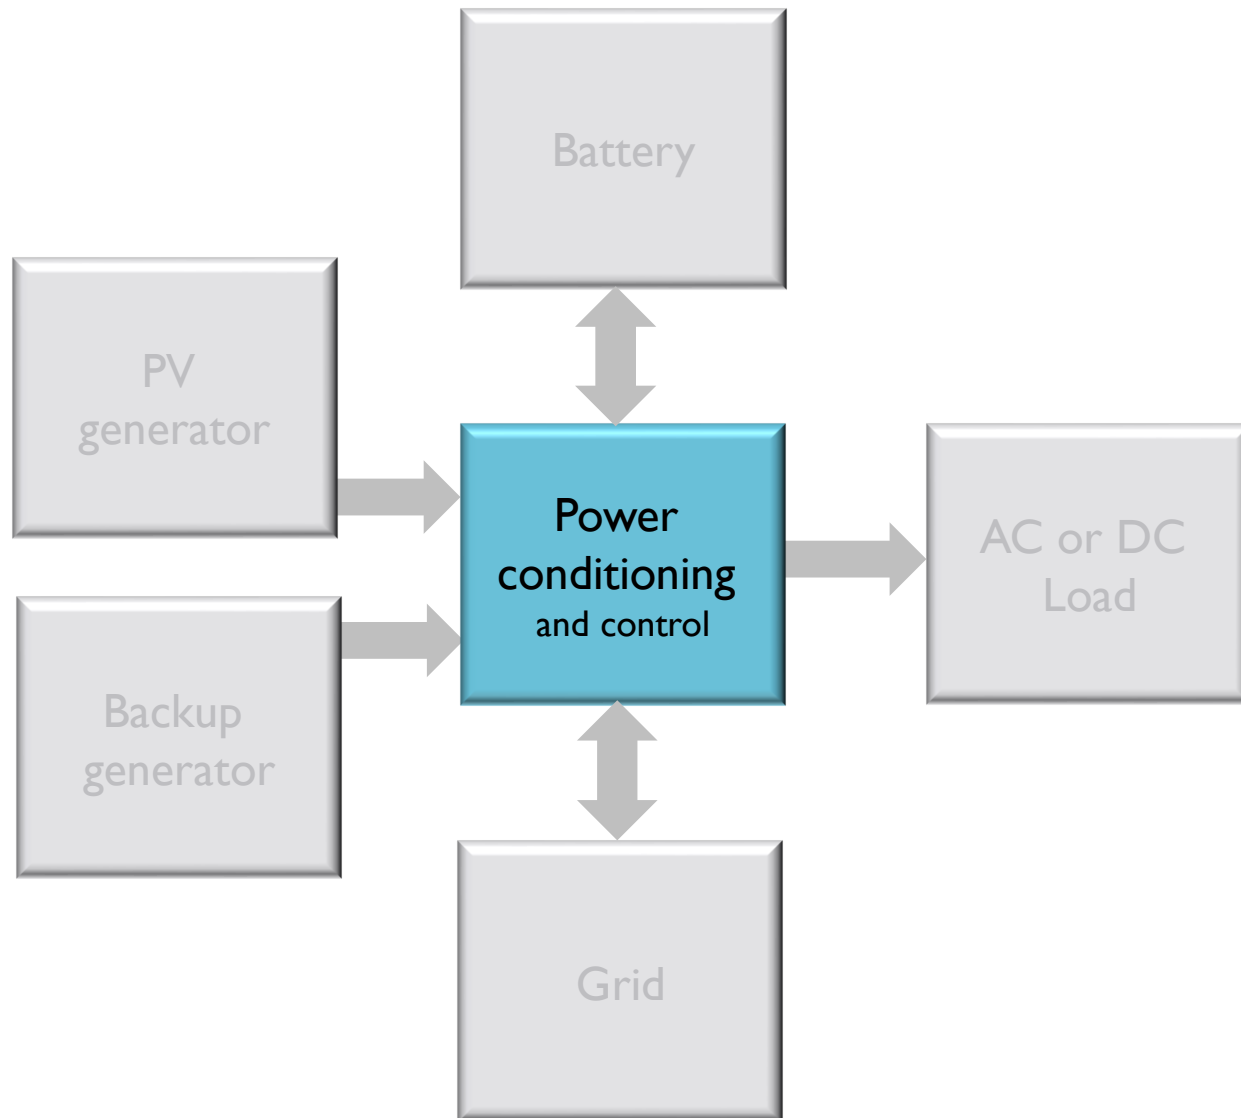 Battery
PV
generator
Power
conditioning
and control
AC or DC
Load
Backup
generator
Grid